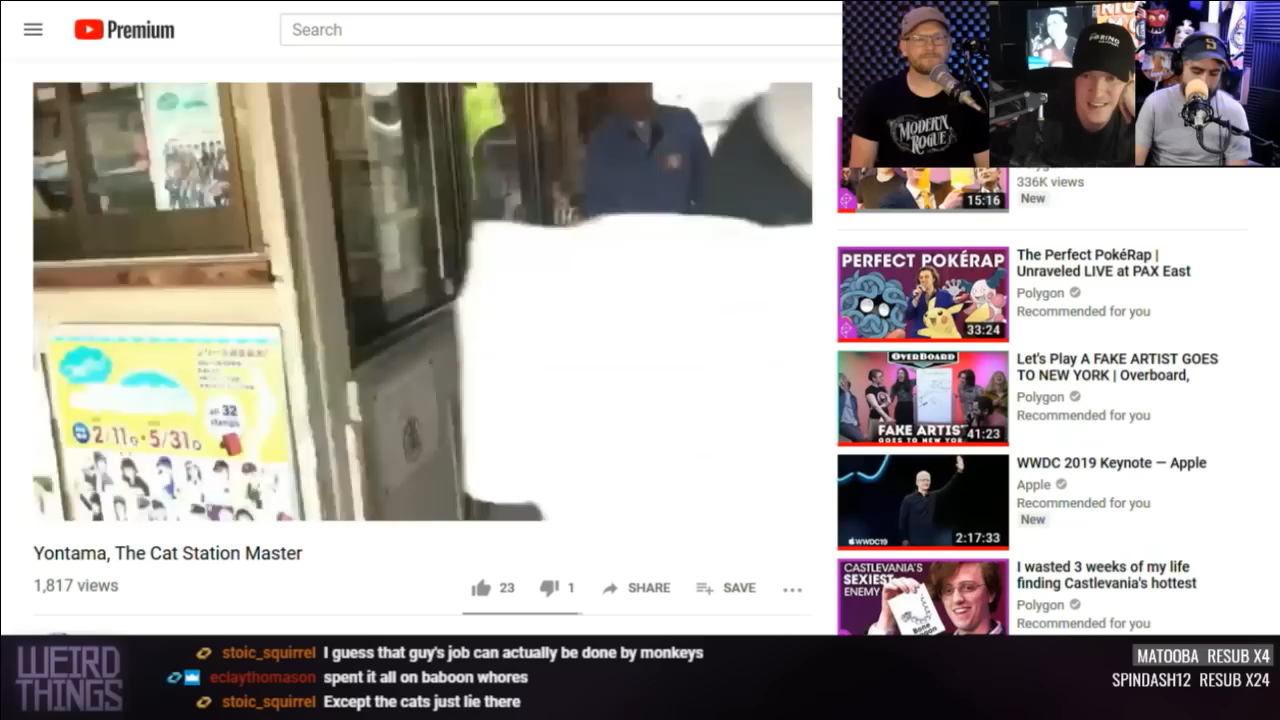 Premium
Search
MODERN
ROGUE
336K views
New
15:16
PERFECT POKÉRAP
33:24
The Perfect PokéRap |
Unraveled LIVE at PAX East
Polygon
Recommended for you
OVERBOARD
FAKE ARTIST
GOES TO NEW YORK
41:23
Let's Play A FAKE ARTIST GOES
TO NEW YORK | Overboard,
Polygon
Recommended for you
WWDC19
2:17:33
WWDC 2019 Keynote — Apple
Apple
Recommended for you
New
CASTLEVANIA'S
SEXIEST
ENEMY
I wasted 3 weeks of my life
finding Castlevania's hottest
Polygon
Recommended for you
32
2/11 5/31
Yontama, The Cat Station Master
1,817 views
23
1
SHARE
SAVE
WEIRD
THINGS
stoic_squirrel I guess that guy's job can actually be done by monkeys
eclaythomason spent it all on baboon whores
stoic_squirrel Except the cats just lie there
MATOOBA RESUB X4
SPINDASH12 RESUB X24